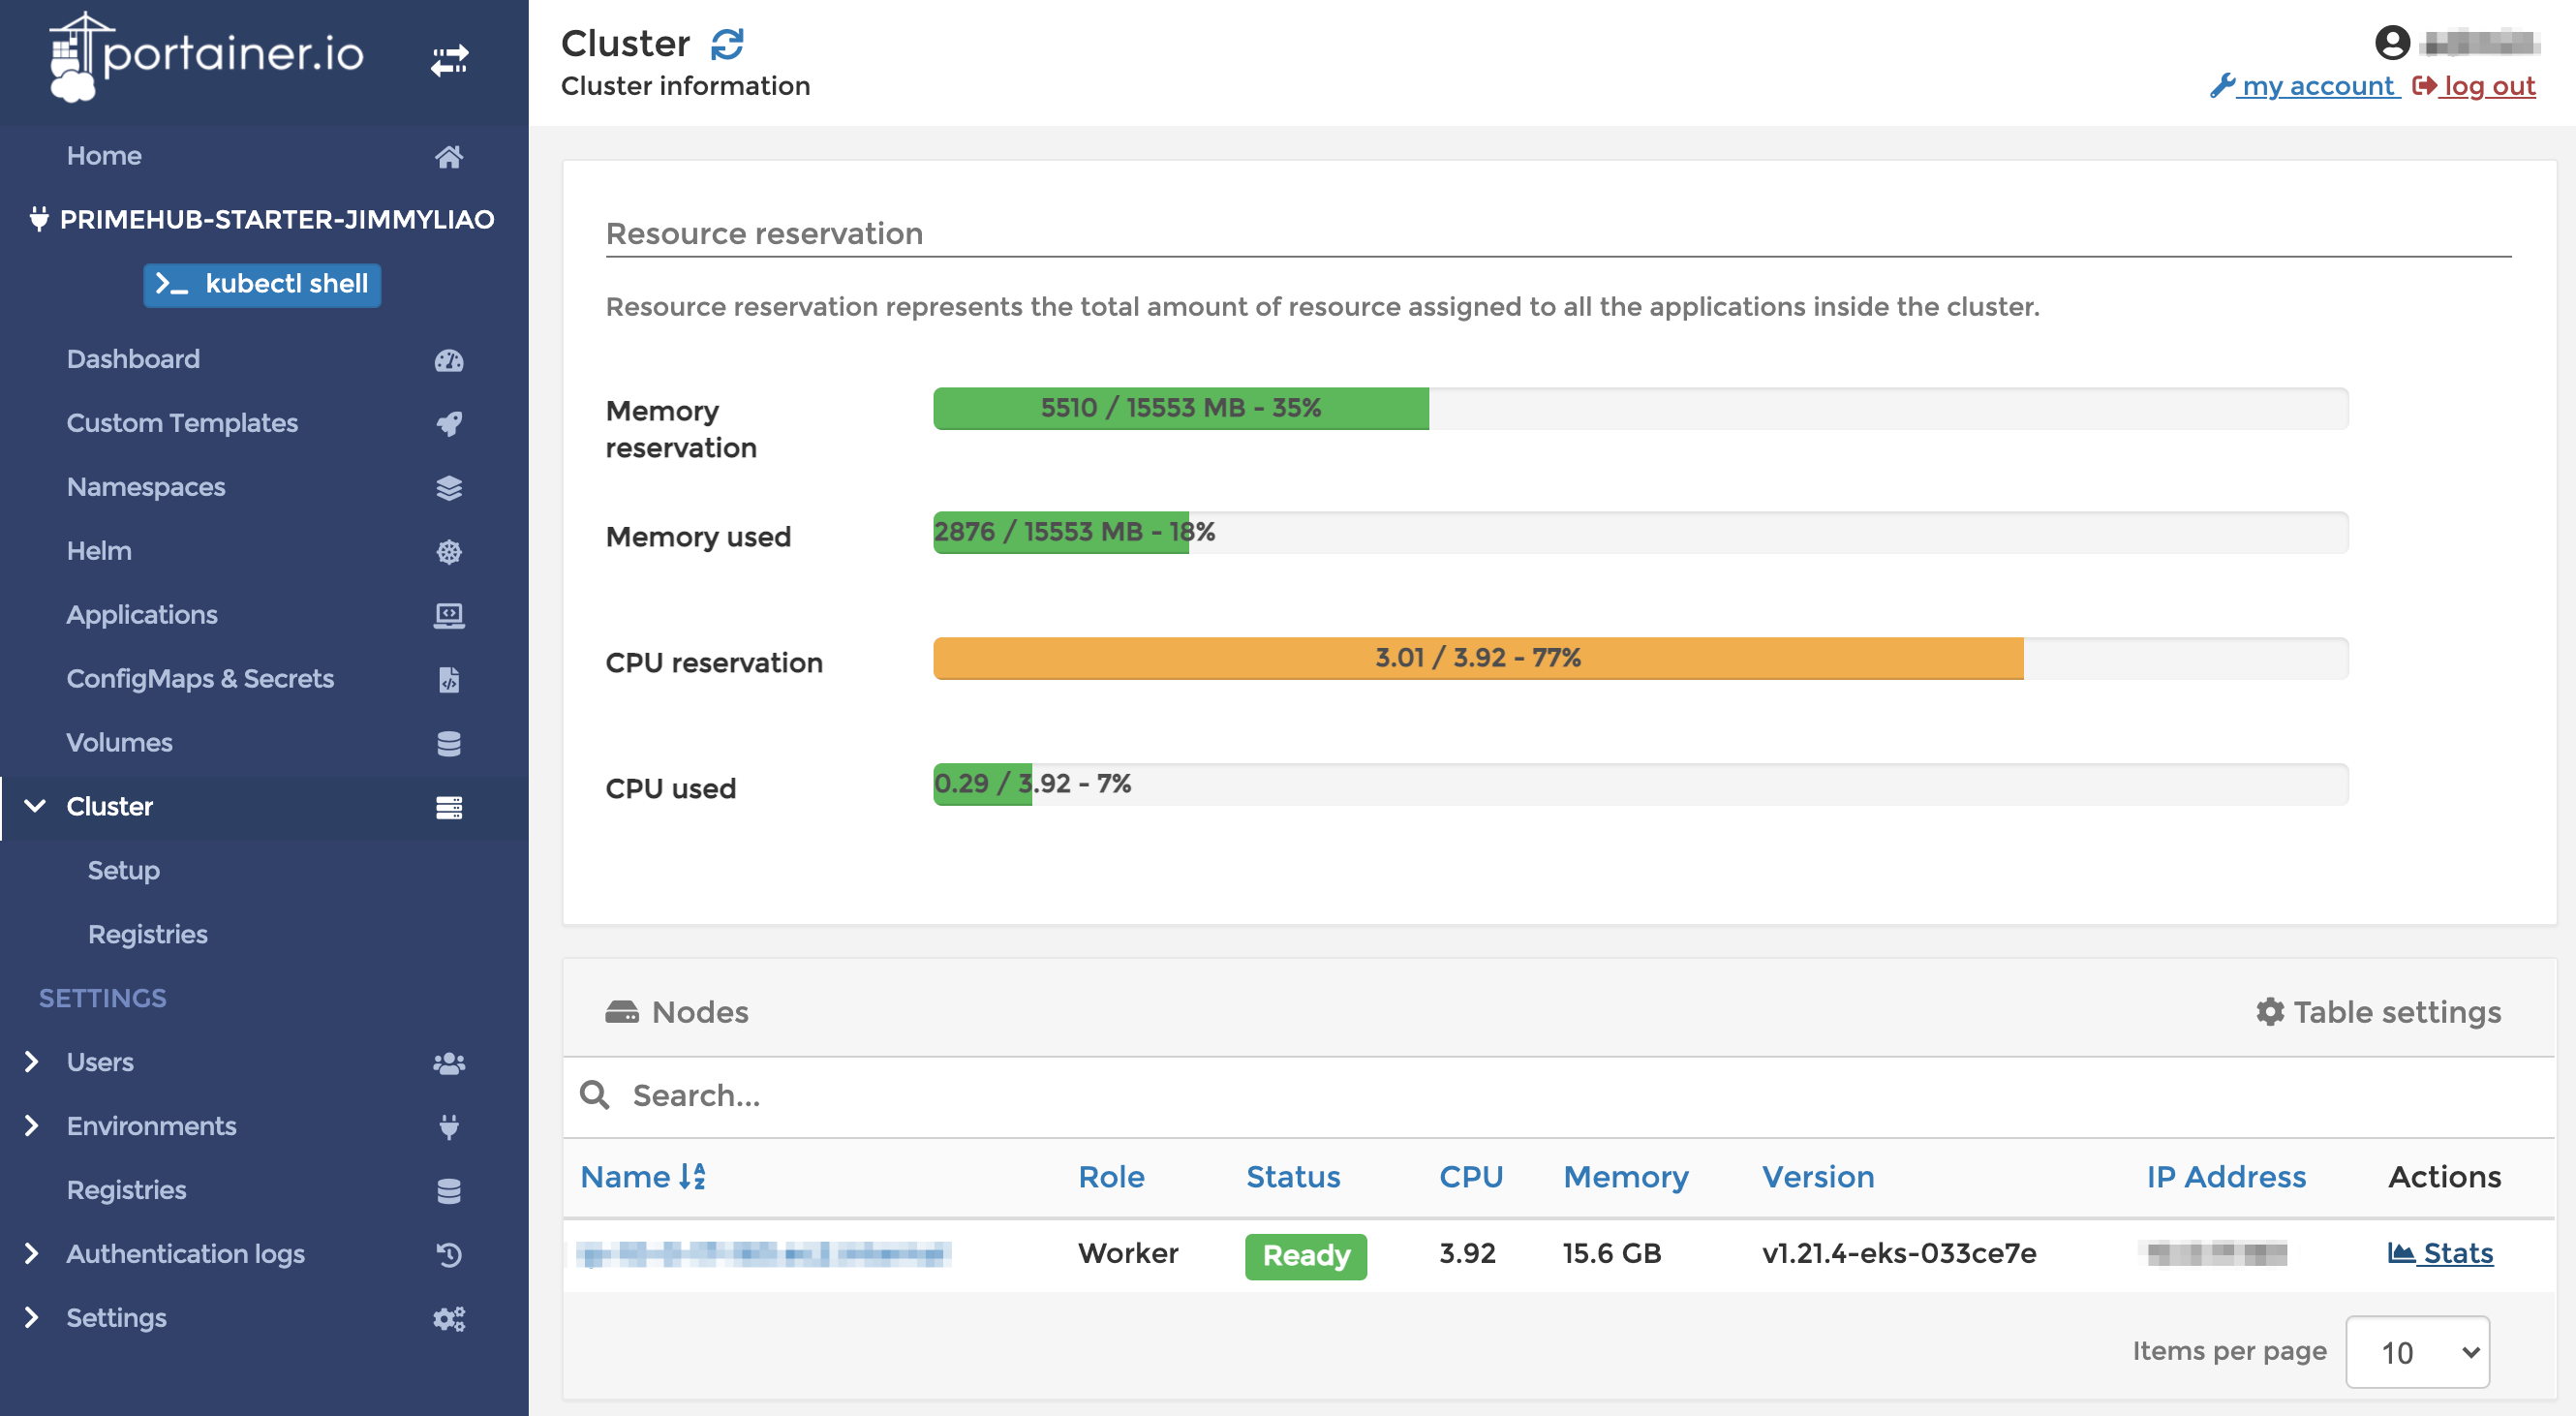 portainer.io
Home
PRIMEHUB-STARTER-JIMMYLIAO
>_ kubectl shell
Dashboard
Custom Templates
Namespaces
Helm
Applications
ConfigMaps & Secrets
Volumes
Cluster
Setup
Registries
SETTINGS
Users
Environments
Registries
Authentication logs
Settings
Cluster
Cluster information
my account log out
Resource reservation
Resource reservation represents the total amount of resource assigned to all the applications inside the cluster.
Memory reservation
5510 / 15553 MB - 35%
Memory used
2876 / 15553 MB - 18%
CPU reservation
3.01 / 3.92 - 77%
CPU used
0.29 / 3.92 - 7%
Nodes
Table settings
Search...
Name Role Status CPU Memory Version IP Address Actions
Worker Ready 3.92 15.6 GB v1.21.4-eks-033ce7e Stats
Items per page 10